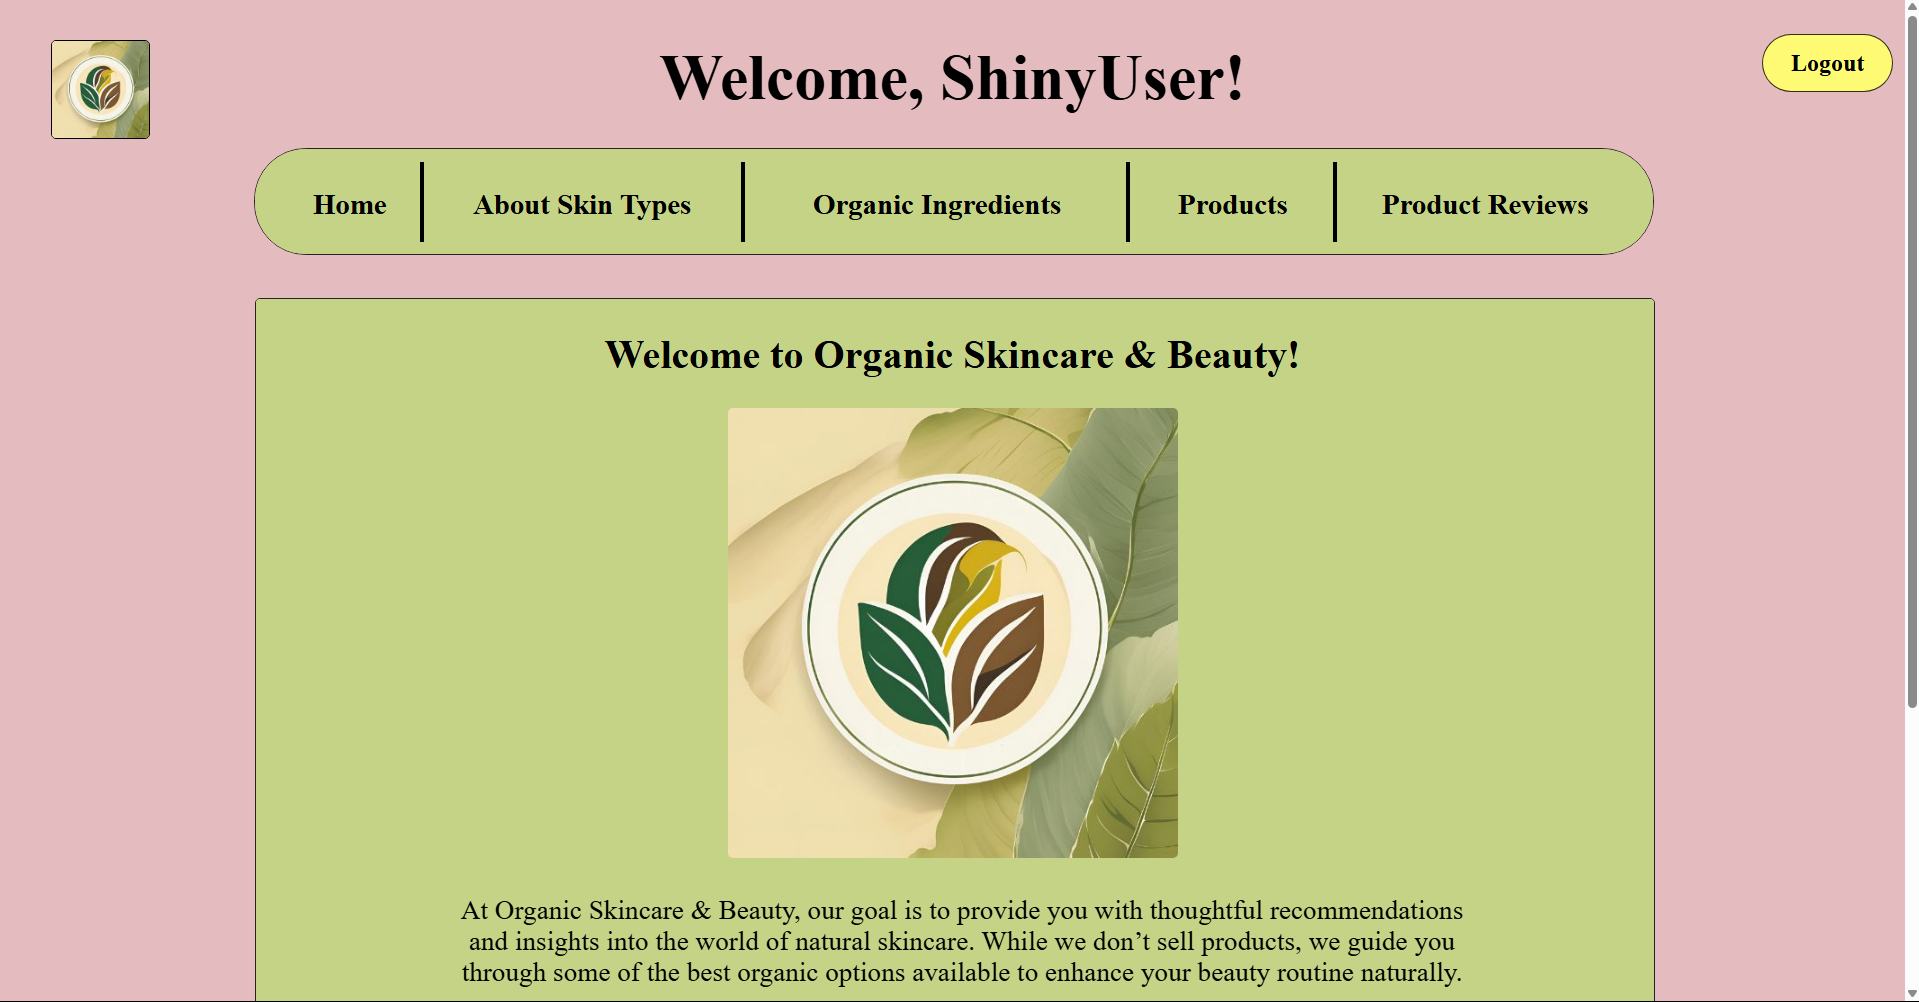 Welcome, ShinyUser!
Logout
Home
About Skin Types
Organic Ingredients
Products
Product Reviews
Welcome to Organic Skincare & Beauty!
At Organic Skincare & Beauty, our goal is to provide you with thoughtful recommendations
and insights into the world of natural skincare. While we don’t sell products, we guide you
through some of the best organic options available to enhance your beauty routine naturally.